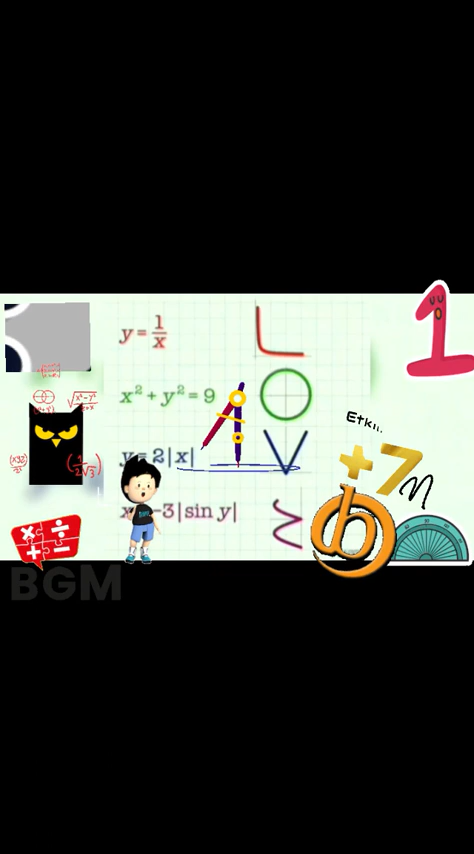 y = 1/x
x² + y² = 9
y = 2|x|
x = -3|sin y|
1
Etki..
+7
n
b
× ÷
+ −
BGM